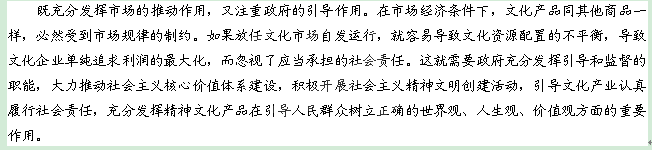 既充分发挥市场的推动作用，又注重政府的引导作用。在市场经济条件下，文化产品同其他商品一
样，必然受到市场规律的制约。如果放任文化市场自发运行，就容易导致文化资源配置的不平衡，导致
文化企业单纯追求利润的最大化，而忽视了应当承担的社会责任。这就需要政府充分发挥引导和监督的
职能，大力推动社会主义核心价值体系建设，积极开展社会主义精神文明创建活动，引导文化产业认真
履行社会责任，充分发挥精神文化产品在引导人民群众树立正确的世界观、人生观、价值观方面的重要
作用。